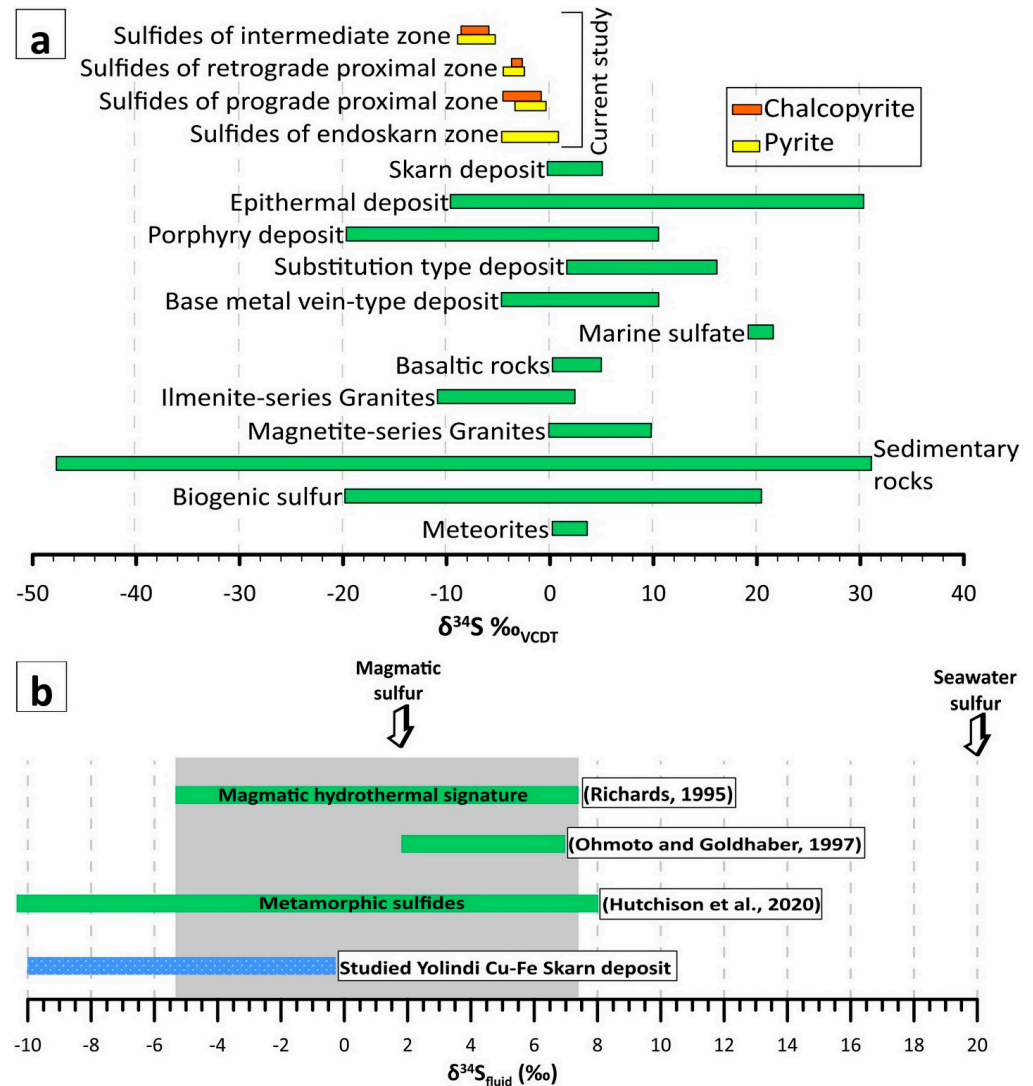 a
Sulfides of intermediate zone
Sulfides of retrograde proximal zone
Sulfides of prograde proximal zone
Sulfides of endoskarn zone
Current study
Chalcopyrite
Pyrite
Skarn deposit
Epithermal deposit
Porphyry deposit
Substitution type deposit
Base metal vein-type deposit
Marine sulfate
Basaltic rocks
Ilmenite-series Granites
Magnetite-series Granites
Sedimentary
rocks
Biogenic sulfur
Meteorites
-50 -40 -30 -20 -10 0 10 20 30 40
δ³⁴S ‰VCDT
b
Magmatic
sulfur
Seawater
sulfur
Magmatic hydrothermal signature (Richards, 1995)
(Ohmoto and Goldhaber, 1997)
Metamorphic sulfides (Hutchison et al., 2020)
Studied Yolindi Cu-Fe Skarn deposit
-10 -8 -6 -4 -2 0 2 4 6 8 10 12 14 16 18 20
δ³⁴Sfluid (‰)